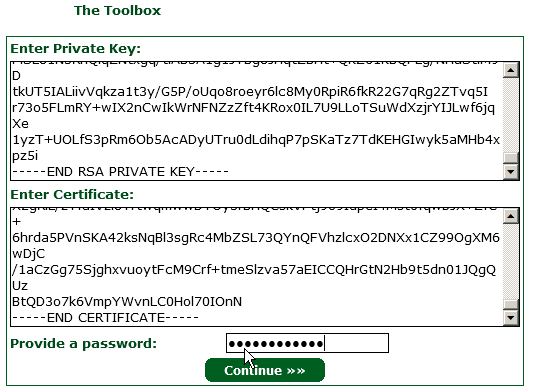 The Toolbox
Enter Private Key:
D
tkUT5IALiivVqkza1t3y/G5P/oUqo8roeyr6lc8My0RpiR6fkR22G7qRg2ZTvq5I
r73o5FLmRY+wIX2nCwIkWrNFNZzZft4KRox0IL7U9LLoTSuWdXzjrYIJLwf6jq
Xe
1yzT+UOLfS3pRm6Ob5AcADyUTru0dLdihqP7pSKaTz7TdKEHGIwyk5aMHb4x
pz5i
-----END RSA PRIVATE KEY-----
Enter Certificate:
+
6hrda5PVnSKA42ksNqBl3sgRc4MbZSL73QYnQFVhzlcxO2DNXx1CZ99OgXM6
wDjC
/1aCzGg75SjghxvuoytFcM9Crf+tmeSlzva57aEICCQHrGtN2Hb9t5dn01JQgQ
Uz
BtQD3o7k6VmpYWvnLC0Hol70IOnN
-----END CERTIFICATE-----
Provide a password:
Continue »»